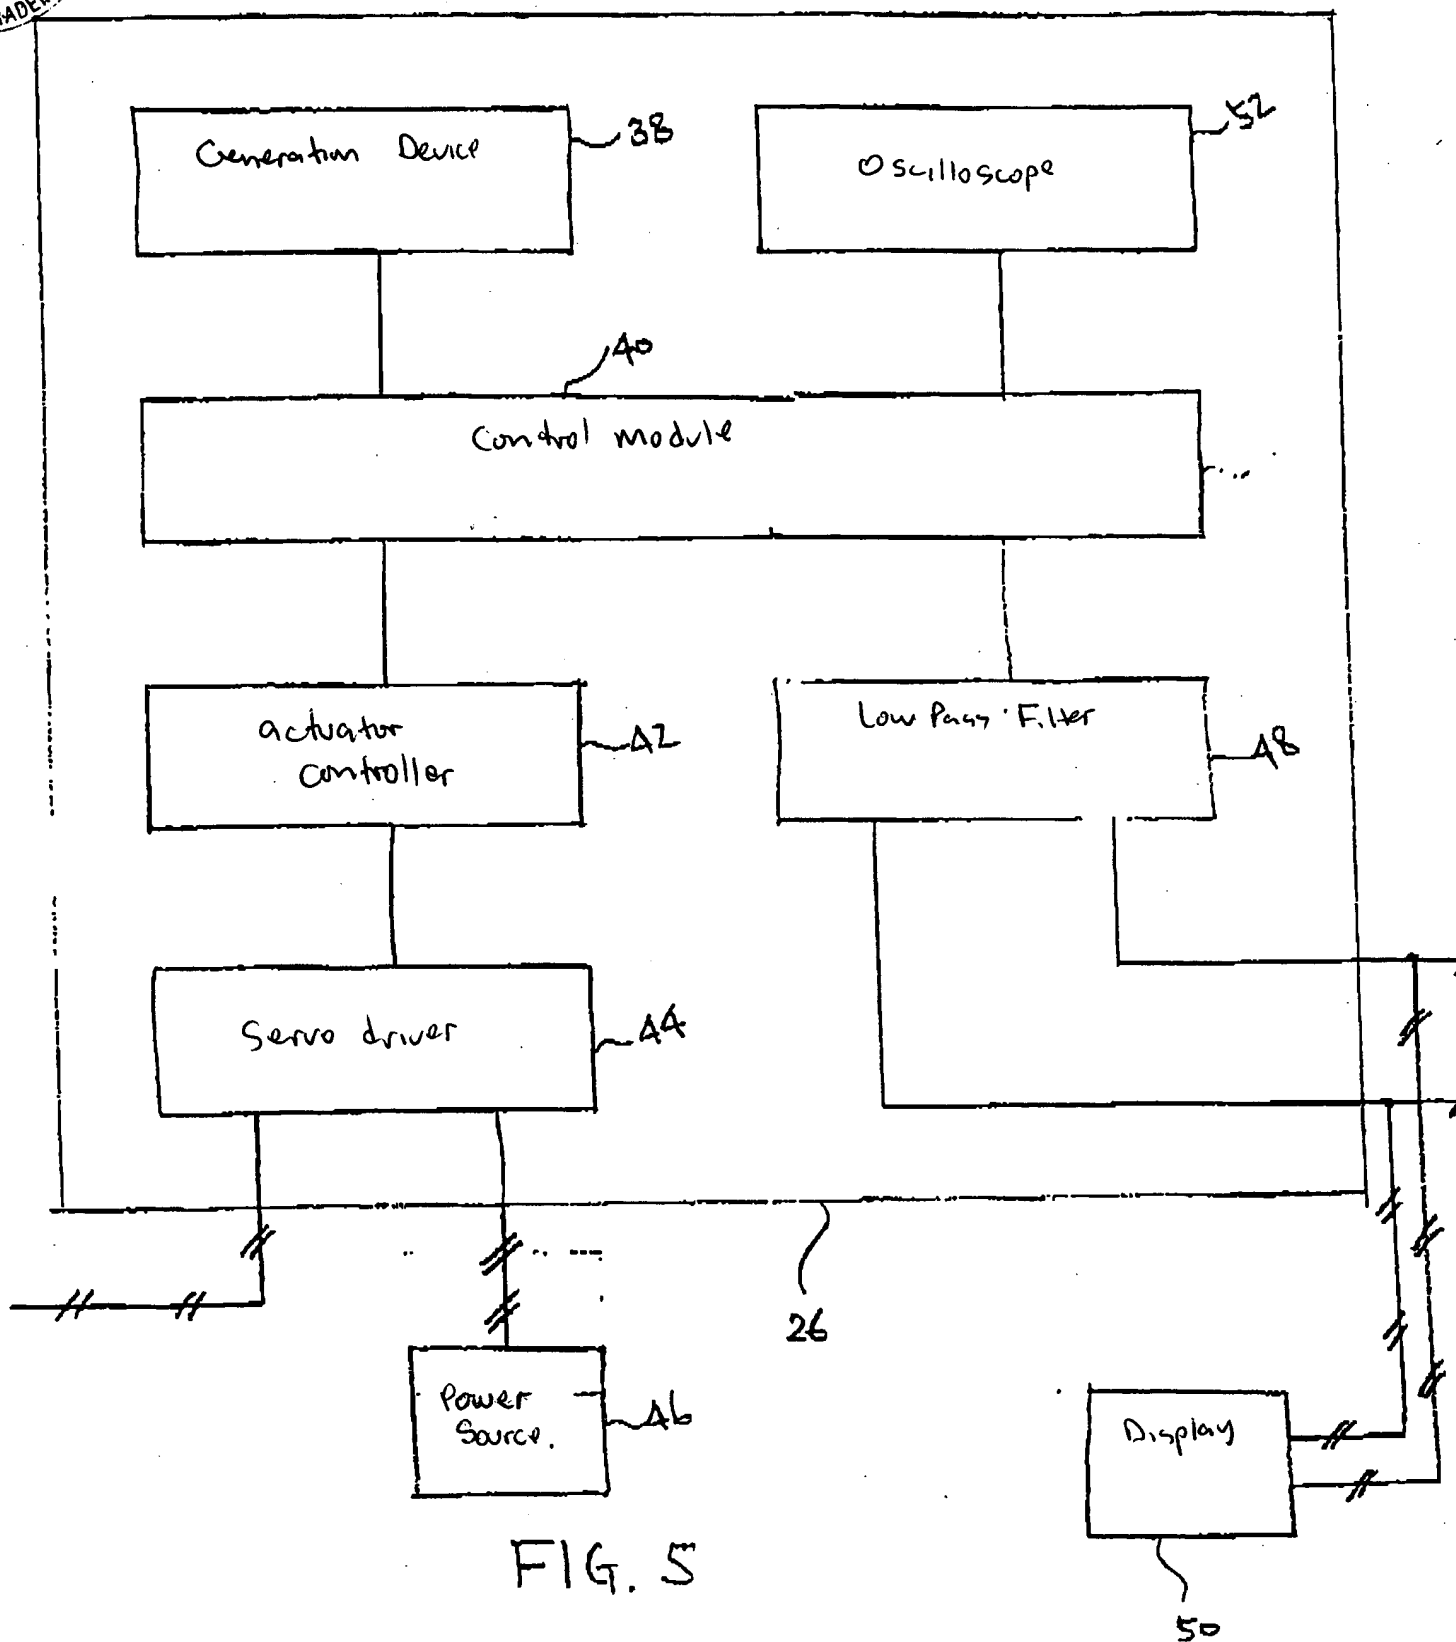 Generation Device
38
Oscilloscope
52
40
Control module
actuator
controller
42
Low Pass Filter
48
Servo driver
44
26
Power
Source.
46
Display
50
FIG. 5